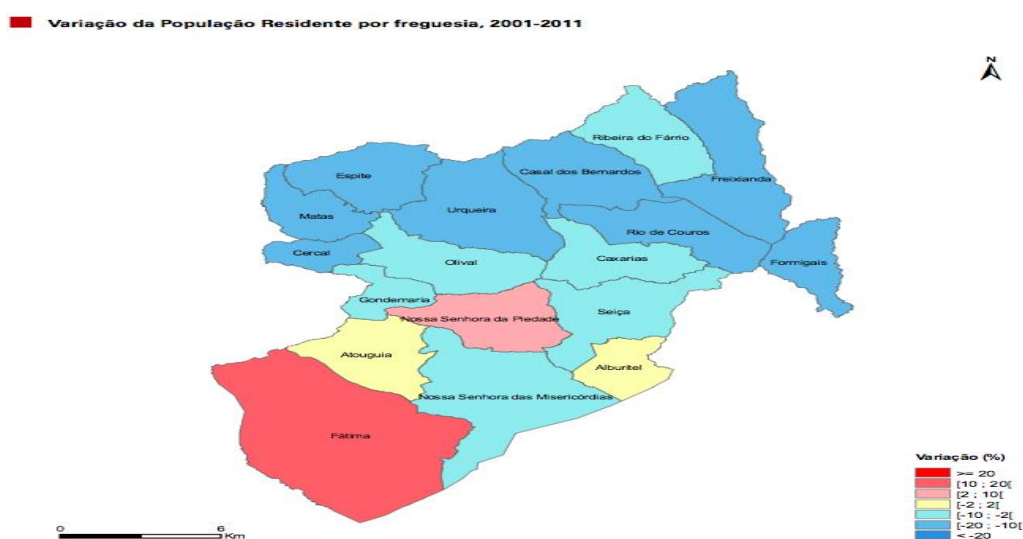 Variação da População Residente por freguesia, 2001-2011
N
Ribeira do Fárrio
Casal dos Bernardos
Espite
Freixianda
Urqueira
Matas
Rio de Couros
Cercal
Olival
Caxarias
Formigais
Gondemaria
Seiça
Nossa Senhora da Piedade
Atouguia
Alburitel
Nossa Senhora das Misericórdias
Fátima
Variação (%)
>= 20
[10 ; 20[
[2 ; 10[
[-2 ; 2[
[-10 ; -2[
[-20 ; -10[
< -20
0 6
Km